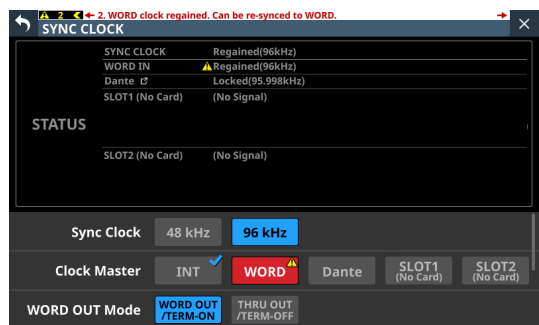 2 2. WORD clock regained. Can be re-synced to WORD.
SYNC CLOCK
SYNC CLOCK Regained(96kHz)
WORD IN Regained(96kHz)
Dante Locked(95.998kHz)
SLOT1 (No Card) (No Signal)
STATUS
SLOT2 (No Card) (No Signal)
Sync Clock 48 kHz 96 kHz
Clock Master INT WORD Dante SLOT1 (No Card) SLOT2 (No Card)
WORD OUT Mode WORD OUT /TERM-ON THRU OUT /TERM-OFF